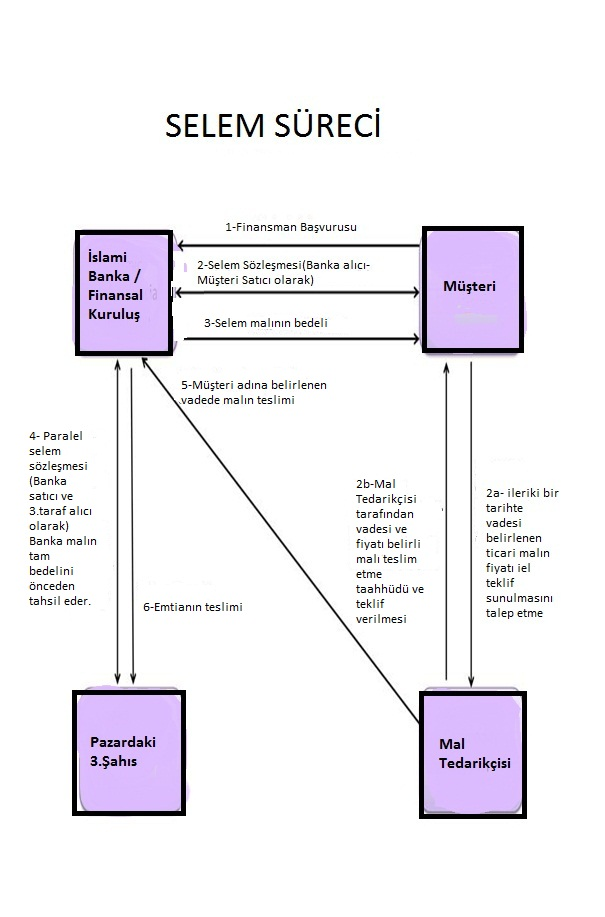 SELEM SÜRECİ
1-Finansman Başvurusu
İslami
Banka /
Finansal
Kuruluş
2-Selem Sözleşmesi(Banka alıcı-
Müşteri Satıcı olarak)
Müşteri
3-Selem malının bedeli
5-Müşteri adına belirlenen
vadede malın teslimi
4- Paralel
selem
sözleşmesi
(Banka
satıcı ve
3.taraf alıcı
olarak)
Banka malın
tam
bedelini
önceden
tahsil eder.
6-Emtianın teslimi
2b-Mal
Tedarikçisi
tarafından
vadesi ve
fiyatı belirli
malı teslim
etme
taahhüdü ve
teklif
verilmesi
2a- ileriki bir
tarihte
vadesi
belirlenen
ticari malın
fiyatı iel
teklif
sunulmasını
talep etme
Pazardaki
3.Şahıs
Mal
Tedarikçisi